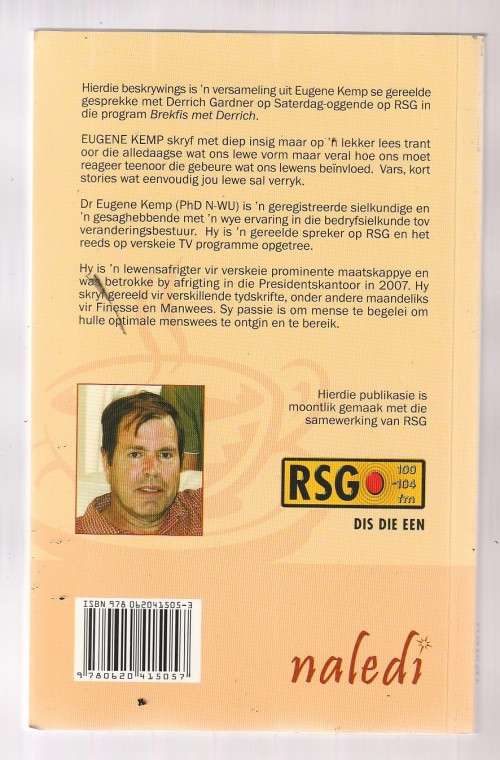 Hierdie beskrywings is 'n versameling uit Eugene Kemp se gereelde
gesprekke met Derrich Gardner op Saterdag-oggende op RSG in
die program Brekfis met Derrich.
EUGENE KEMP skryf met diep insig maar op 'n lekker lees trant
oor die alledaagse wat ons lewe vorm maar veral hoe ons moet
reageer teenoor die gebeure wat ons lewens beïnvloed. Vars, kort
stories wat eenvoudig jou lewe sal verryk.
Dr Eugene Kemp (PhD N-WU) is 'n geregistreerde sielkundige en
'n gesaghebbende met 'n wye ervaring in die bedryfsielkunde tov
veranderingsbestuur. Hy is 'n gereelde spreker op RSG en het
reeds op verskeie TV programme opgetree.
Hy is 'n lewensafrigter vir verskeie prominente maatskappye en
was betrokke by afrigting in die Presidentskantoor in 2007. Hy
skryf gereeld vir verskillende tydskrifte, onder andere maandeliks
vir Finesse en Manwees. Sy passie is om mense te begelei om
hulle optimale menswees te ontgin en te bereik.
Hierdie publikasie is
moontlik gemaak met die
samewerking van RSG
RSG 100
-104
fm
DIS DIE EEN
ISBN 978 062041505-3
9 780620 415057
naledi